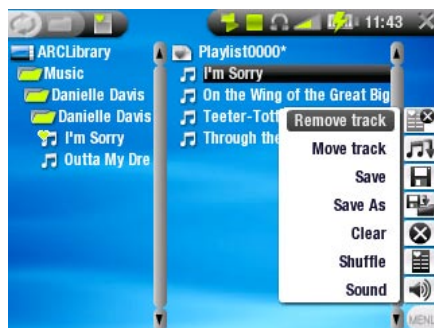 11:43
ARCLibrary
Music
Danielle Davis
Danielle Davis
I'm Sorry
Outta My Dre
Playlist0000*
I'm Sorry
On the Wing of the Great Big
Teeter-Tott
Through the
Remove track
Move track
Save
Save As
Clear
Shuffle
Sound
MENU